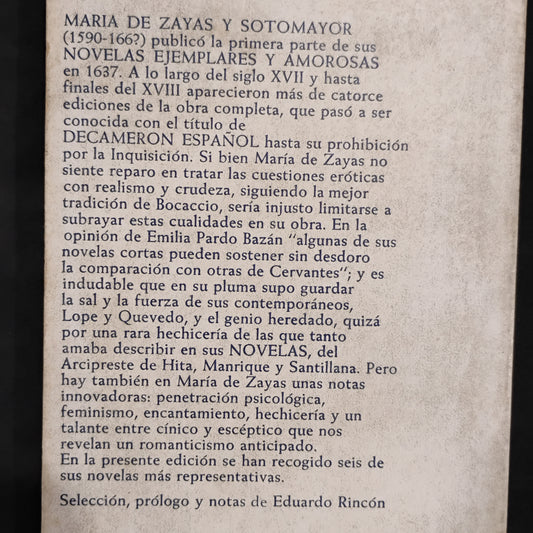 MARIA DE ZAYAS Y SOTOMAYOR
(1590-166?) publicó la primera parte de sus
NOVELAS EJEMPLARES Y AMOROSAS
en 1637. A lo largo del siglo XVII y hasta
finales del XVIII aparecieron más de catorce
ediciones de la obra completa, que pasó a ser
conocida con el título de
DECAMERON ESPAÑOL hasta su prohibición
por la Inquisición. Si bien María de Zayas no
siente reparo en tratar las cuestiones eróticas
con realismo y crudeza, siguiendo la mejor
tradición de Bocaccio, sería injusto limitarse a
subrayar estas cualidades en su obra. En la
opinión de Emilia Pardo Bazán "algunas de sus
novelas cortas pueden sostener sin desdoro
la comparación con otras de Cervantes"; y es
indudable que en su pluma supo guardar
la sal y la fuerza de sus contemporáneos,
Lope y Quevedo, y el genio heredado, quizá
por una rara hechicería de las que tanto
amaba describir en sus NOVELAS, del
Arcipreste de Hita, Manrique y Santillana. Pero
hay también en María de Zayas unas notas
innovadoras: penetración psicológica,
feminismo, encantamiento, hechicería y un
talante entre cínico y escéptico que nos
revelan un romanticismo anticipado.
En la presente edición se han recogido seis de
sus novelas más representativas.
Selección, prólogo y notas de Eduardo Rincón